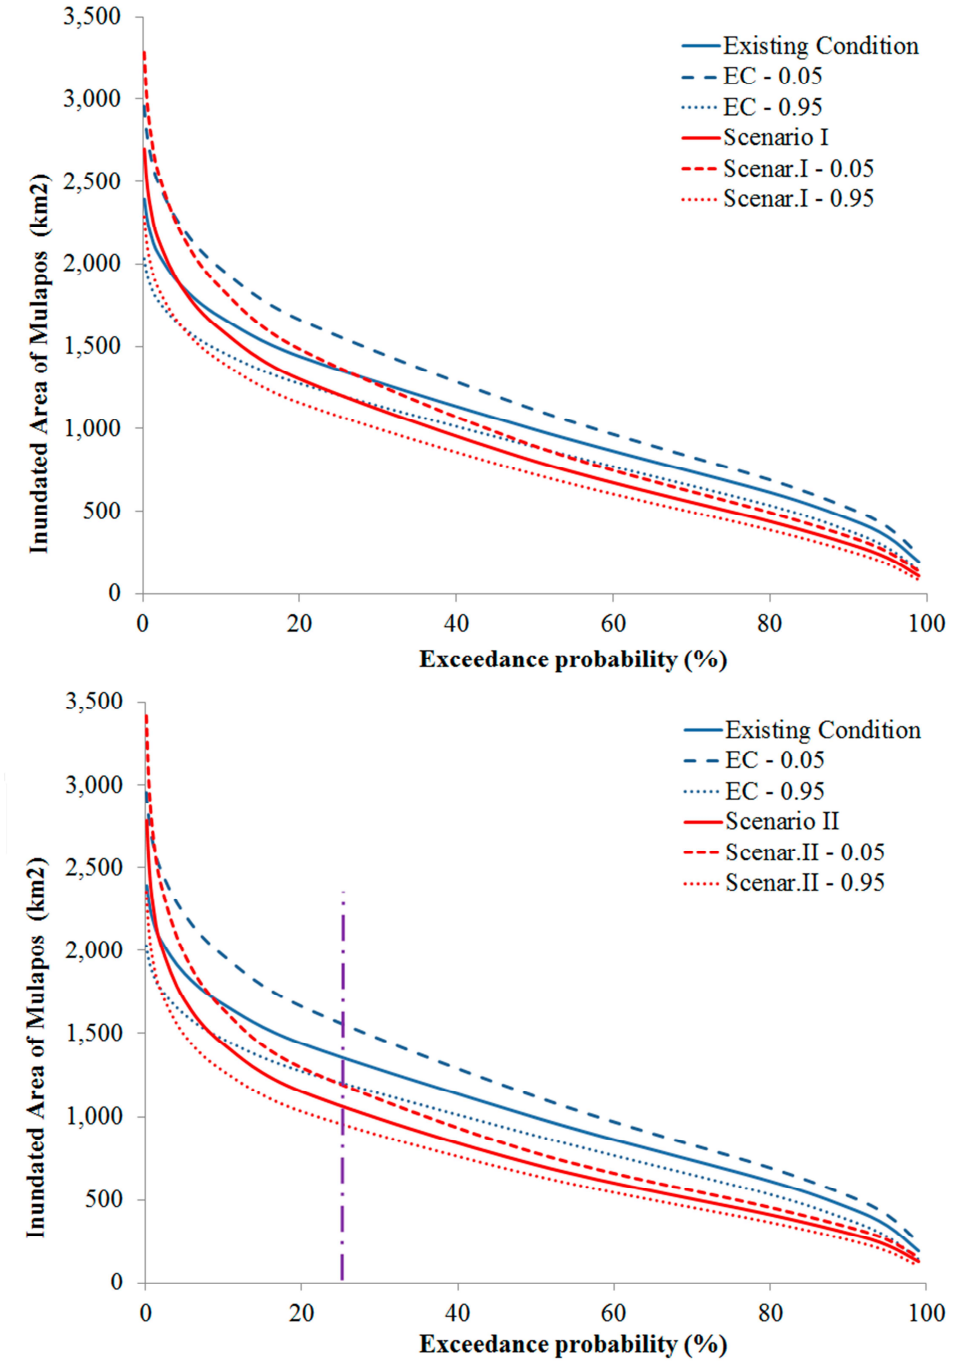 3,500
3,000
2,500
2,000
1,500
1,000
500
0
Inundated Area of Mulapos (km2)
Existing Condition
EC - 0.05
EC - 0.95
Scenario I
Scenar.I - 0.05
Scenar.I - 0.95
0 20 40 60 80 100
Exceedance probability (%)
3,500
3,000
2,500
2,000
1,500
1,000
500
0
Inundated Area of Mulapos (km2)
Existing Condition
EC - 0.05
EC - 0.95
Scenario II
Scenar.II - 0.05
Scenar.II - 0.95
0 20 40 60 80 100
Exceedance probability (%)